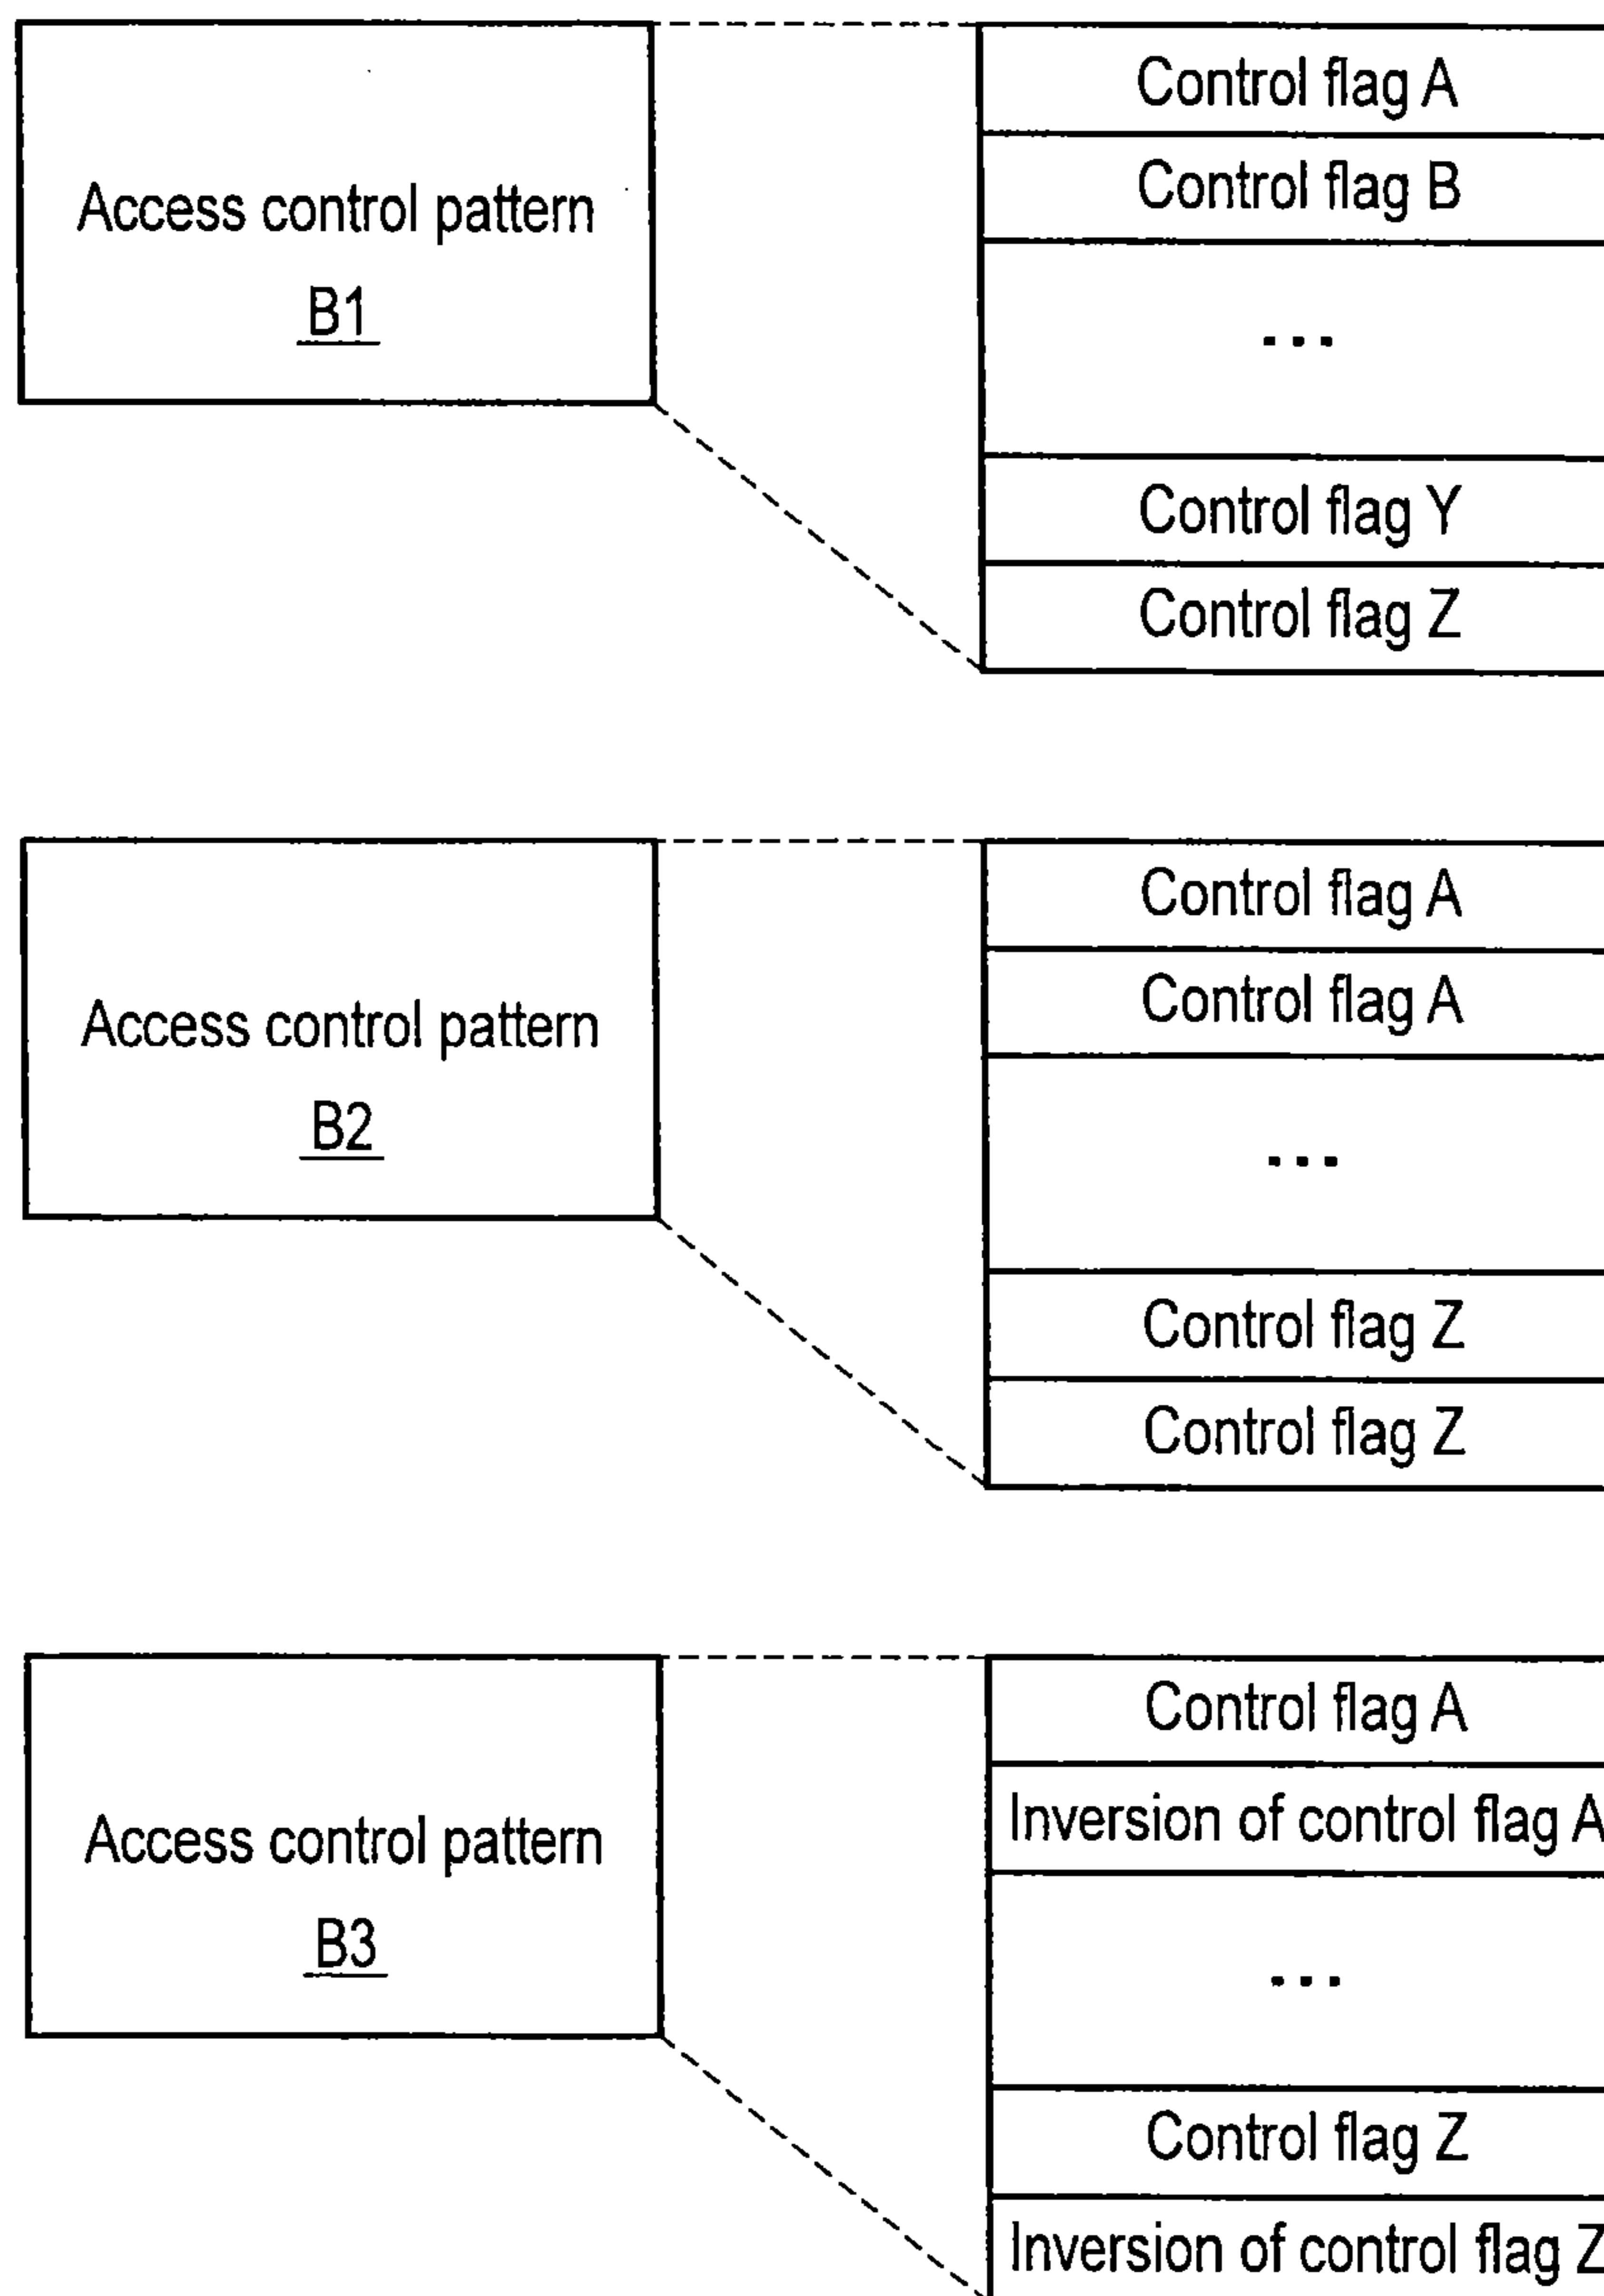 Control flag A
Access control pattern
Control flag B
B1
...
Control flag Y
Control flag Z
Control flag A
Access control pattern
Control flag A
B2
...
Control flag Z
Control flag Z
Control flag A
Access control pattern
Inversion of control flag A
B3
...
Control flag Z
Inversion of control flag Z